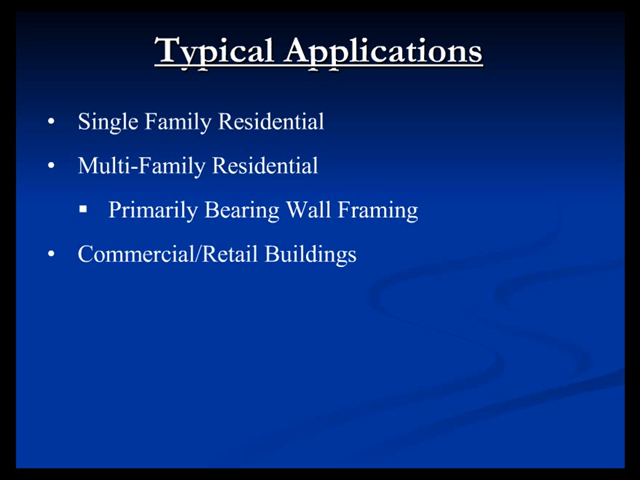 Typical Applications
• Single Family Residential
• Multi-Family Residential
▪ Primarily Bearing Wall Framing
• Commercial/Retail Buildings